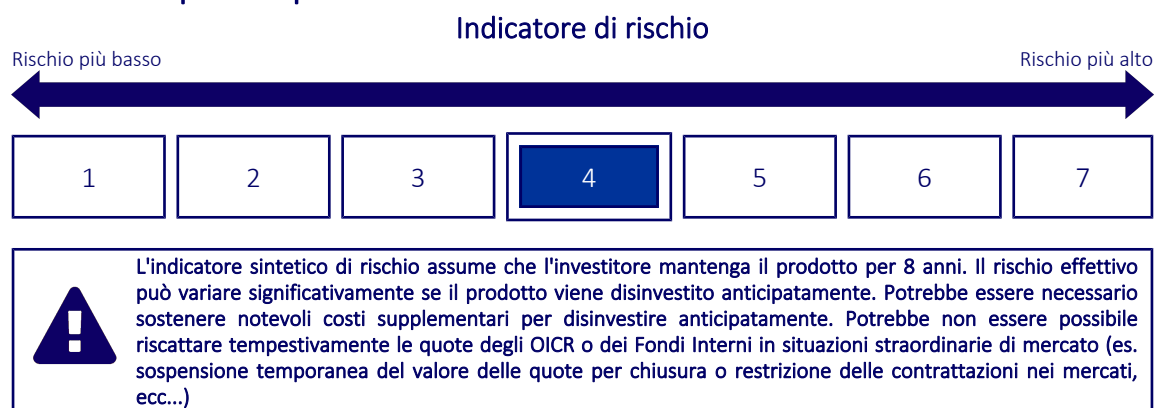 Indicatore di rischio
Rischio più basso
Rischio più alto
1 2 3 4 5 6 7
L'indicatore sintetico di rischio assume che l'investitore mantenga il prodotto per 8 anni. Il rischio effettivo
può variare significativamente se il prodotto viene disinvestito anticipatamente. Potrebbe essere necessario
sostenere notevoli costi supplementari per disinvestire anticipatamente. Potrebbe non essere possibile
riscattare tempestivamente le quote degli OICR o dei Fondi Interni in situazioni straordinarie di mercato (es.
sospensione temporanea del valore delle quote per chiusura o restrizione delle contrattazioni nei mercati,
ecc...)